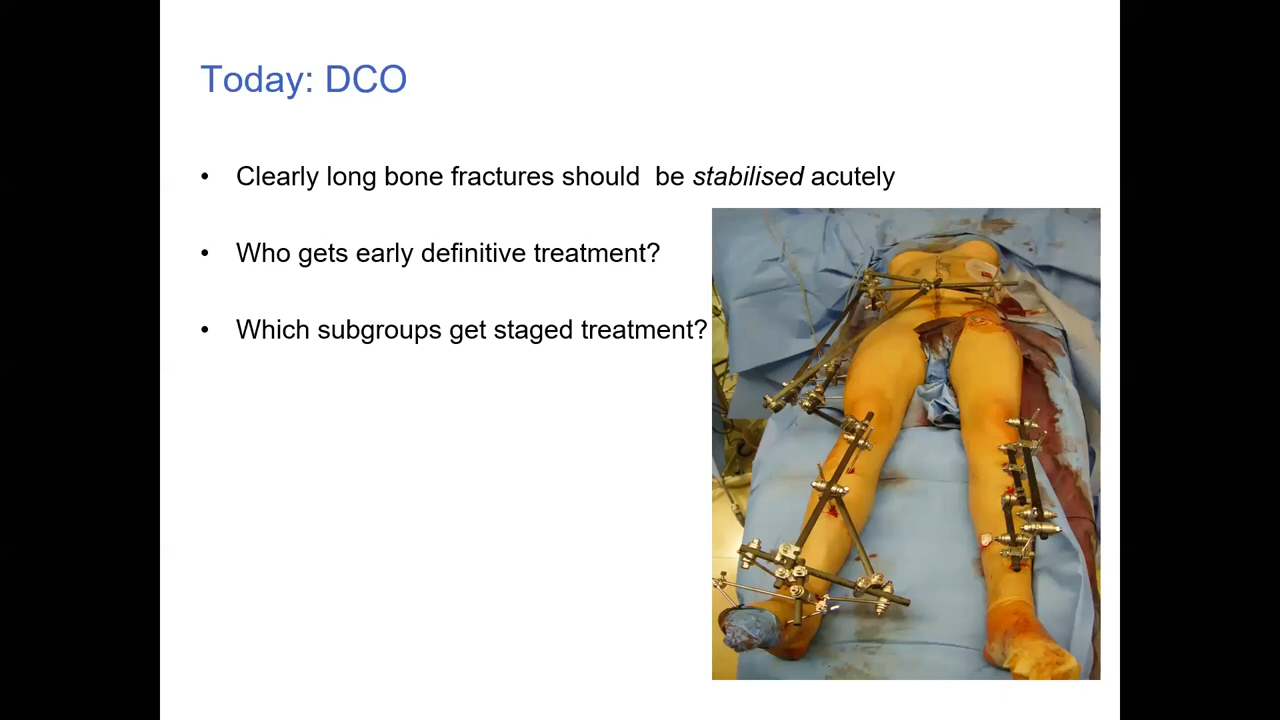 Today: DCO
• Clearly long bone fractures should  be stabilised acutely
• Who gets early definitive treatment?
• Which subgroups get staged treatment?